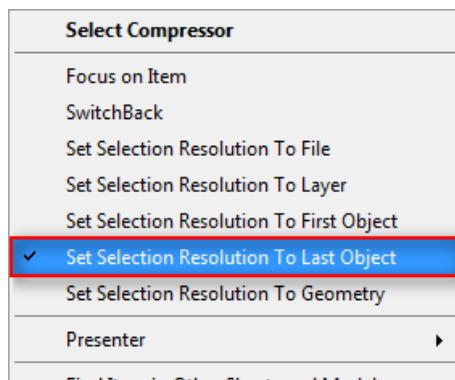 Select Compressor
Focus on Item
SwitchBack
Set Selection Resolution To File
Set Selection Resolution To Layer
Set Selection Resolution To First Object
Set Selection Resolution To Last Object
Set Selection Resolution To Geometry
Presenter